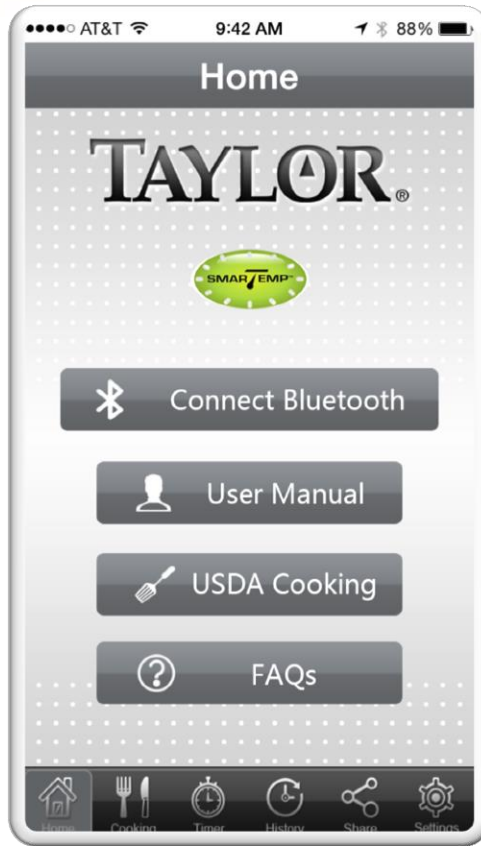 AT&T 9:42 AM 88%
Home
TAYLOR®
SMARTEMP™
Connect Bluetooth
User Manual
USDA Cooking
FAQs
Home Cooking Timer History Share Settings